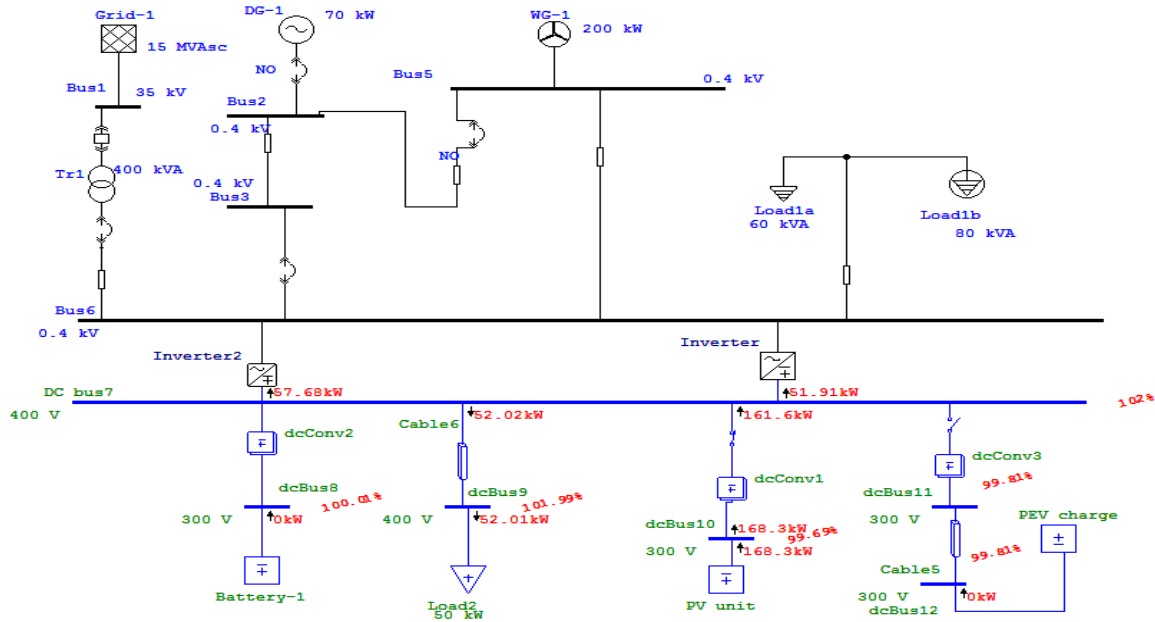 Grid-1
DG-1
70 kW
WG-1
200 kW
15 MVAsc
NO
Bus5
0.4 kV
Bus1
35 kV
Bus2
0.4 kV
NO
Tr1
400 kVA
0.4 kV
Bus3
Load1a
60 kVA
Load1b
80 kVA
Bus6
0.4 kV
Inverter2
Inverter
DC bus7
57.68kW
51.91kW
400 V
52.02kW
161.6kW
102%
Cable6
dcConv2
dcConv3
dcConv1
99.81%
dcBus8
100.01%
dcBus9
101.99%
dcBus11
300 V
0kW
400 V
52.01kW
dcBus10
168.3kW
99.69%
300 V
PEV charge
300 V
168.3kW
99.81%
Cable5
Battery-1
Load2
50 kW
PV unit
300 V
0kW
dcBus12